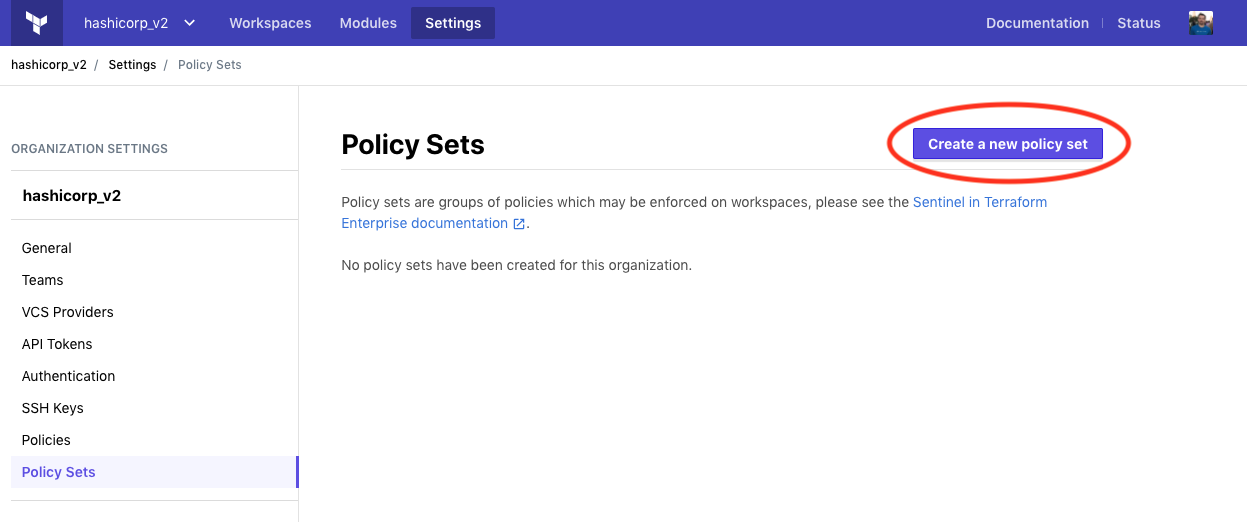 hashicorp_v2 Workspaces Modules Settings Documentation Status
hashicorp_v2 / Settings / Policy Sets
ORGANIZATION SETTINGS
hashicorp_v2
General
Teams
VCS Providers
API Tokens
Authentication
SSH Keys
Policies
Policy Sets
Policy Sets
Create a new policy set
Policy sets are groups of policies which may be enforced on workspaces, please see the Sentinel in Terraform
Enterprise documentation.
No policy sets have been created for this organization.